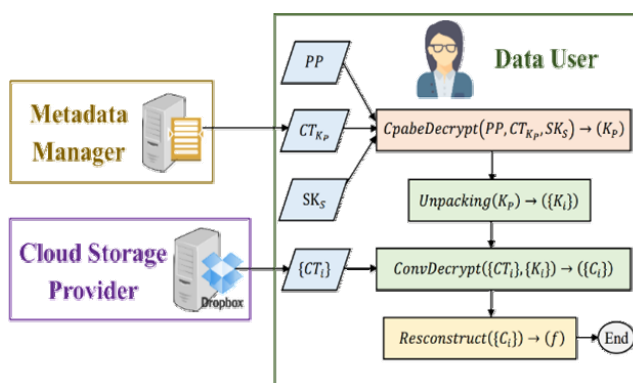 Data User
PP
Metadata
Manager
CT_{K_P}
CpabeDecrypt(PP, CT_{K_P}, SK_S) → (K_P)
SK_S
Unpacking(K_P) → ({K_i})
Cloud Storage
Provider
Dropbox
{CT_i}
ConvDecrypt({CT_i}, {K_i}) → ({C_i})
Resconstruct({C_i}) → (f)
End